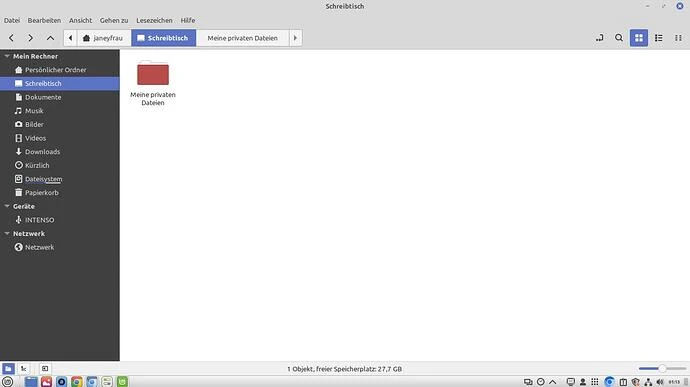 Schreibtisch
Datei Bearbeiten Ansicht Gehen zu Lesezeichen Hilfe
janeyfrau Schreibtisch Meine privaten Dateien
Mein Rechner
Persönlicher Ordner
Schreibtisch
Dokumente
Musik
Bilder
Videos
Downloads
Kürzlich
Dateisystem
Papierkorb
Geräte
INTENSO
Netzwerk
Netzwerk
Meine privaten
Dateien
1 Objekt, freier Speicherplatz: 27,7 GB
01:13